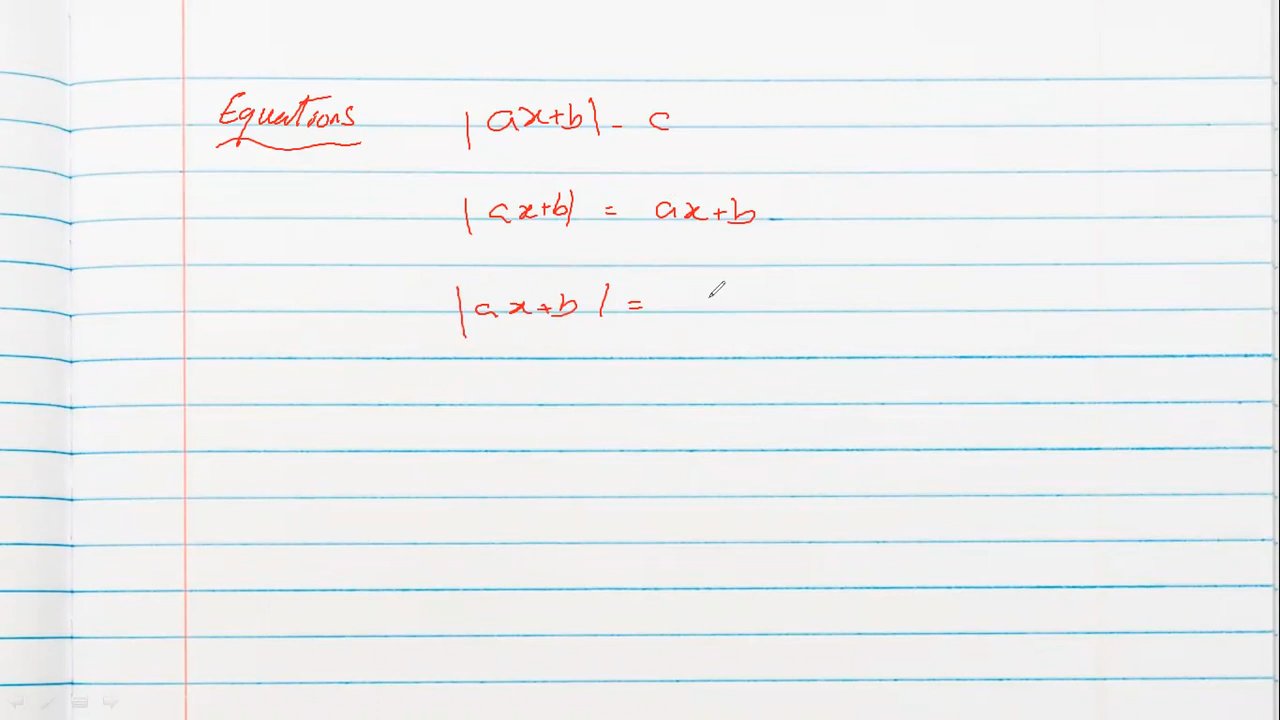 Equations |ax+b| = c
|ax+b| = ax+b
|ax+b| =